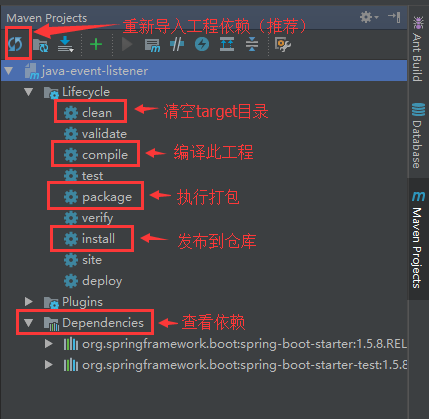 Maven Projects
重新导入工程依赖（推荐）
java-event-listener
Lifecycle
clean
清空target目录
validate
compile
编译此工程
test
package
执行打包
verify
install
发布到仓库
site
deploy
Plugins
Dependencies
查看依赖
org.springframework.boot:spring-boot-starter:1.5.8.REL
org.springframework.boot:spring-boot-starter-test:1.5.8
Ant Build
Database
Maven Projects